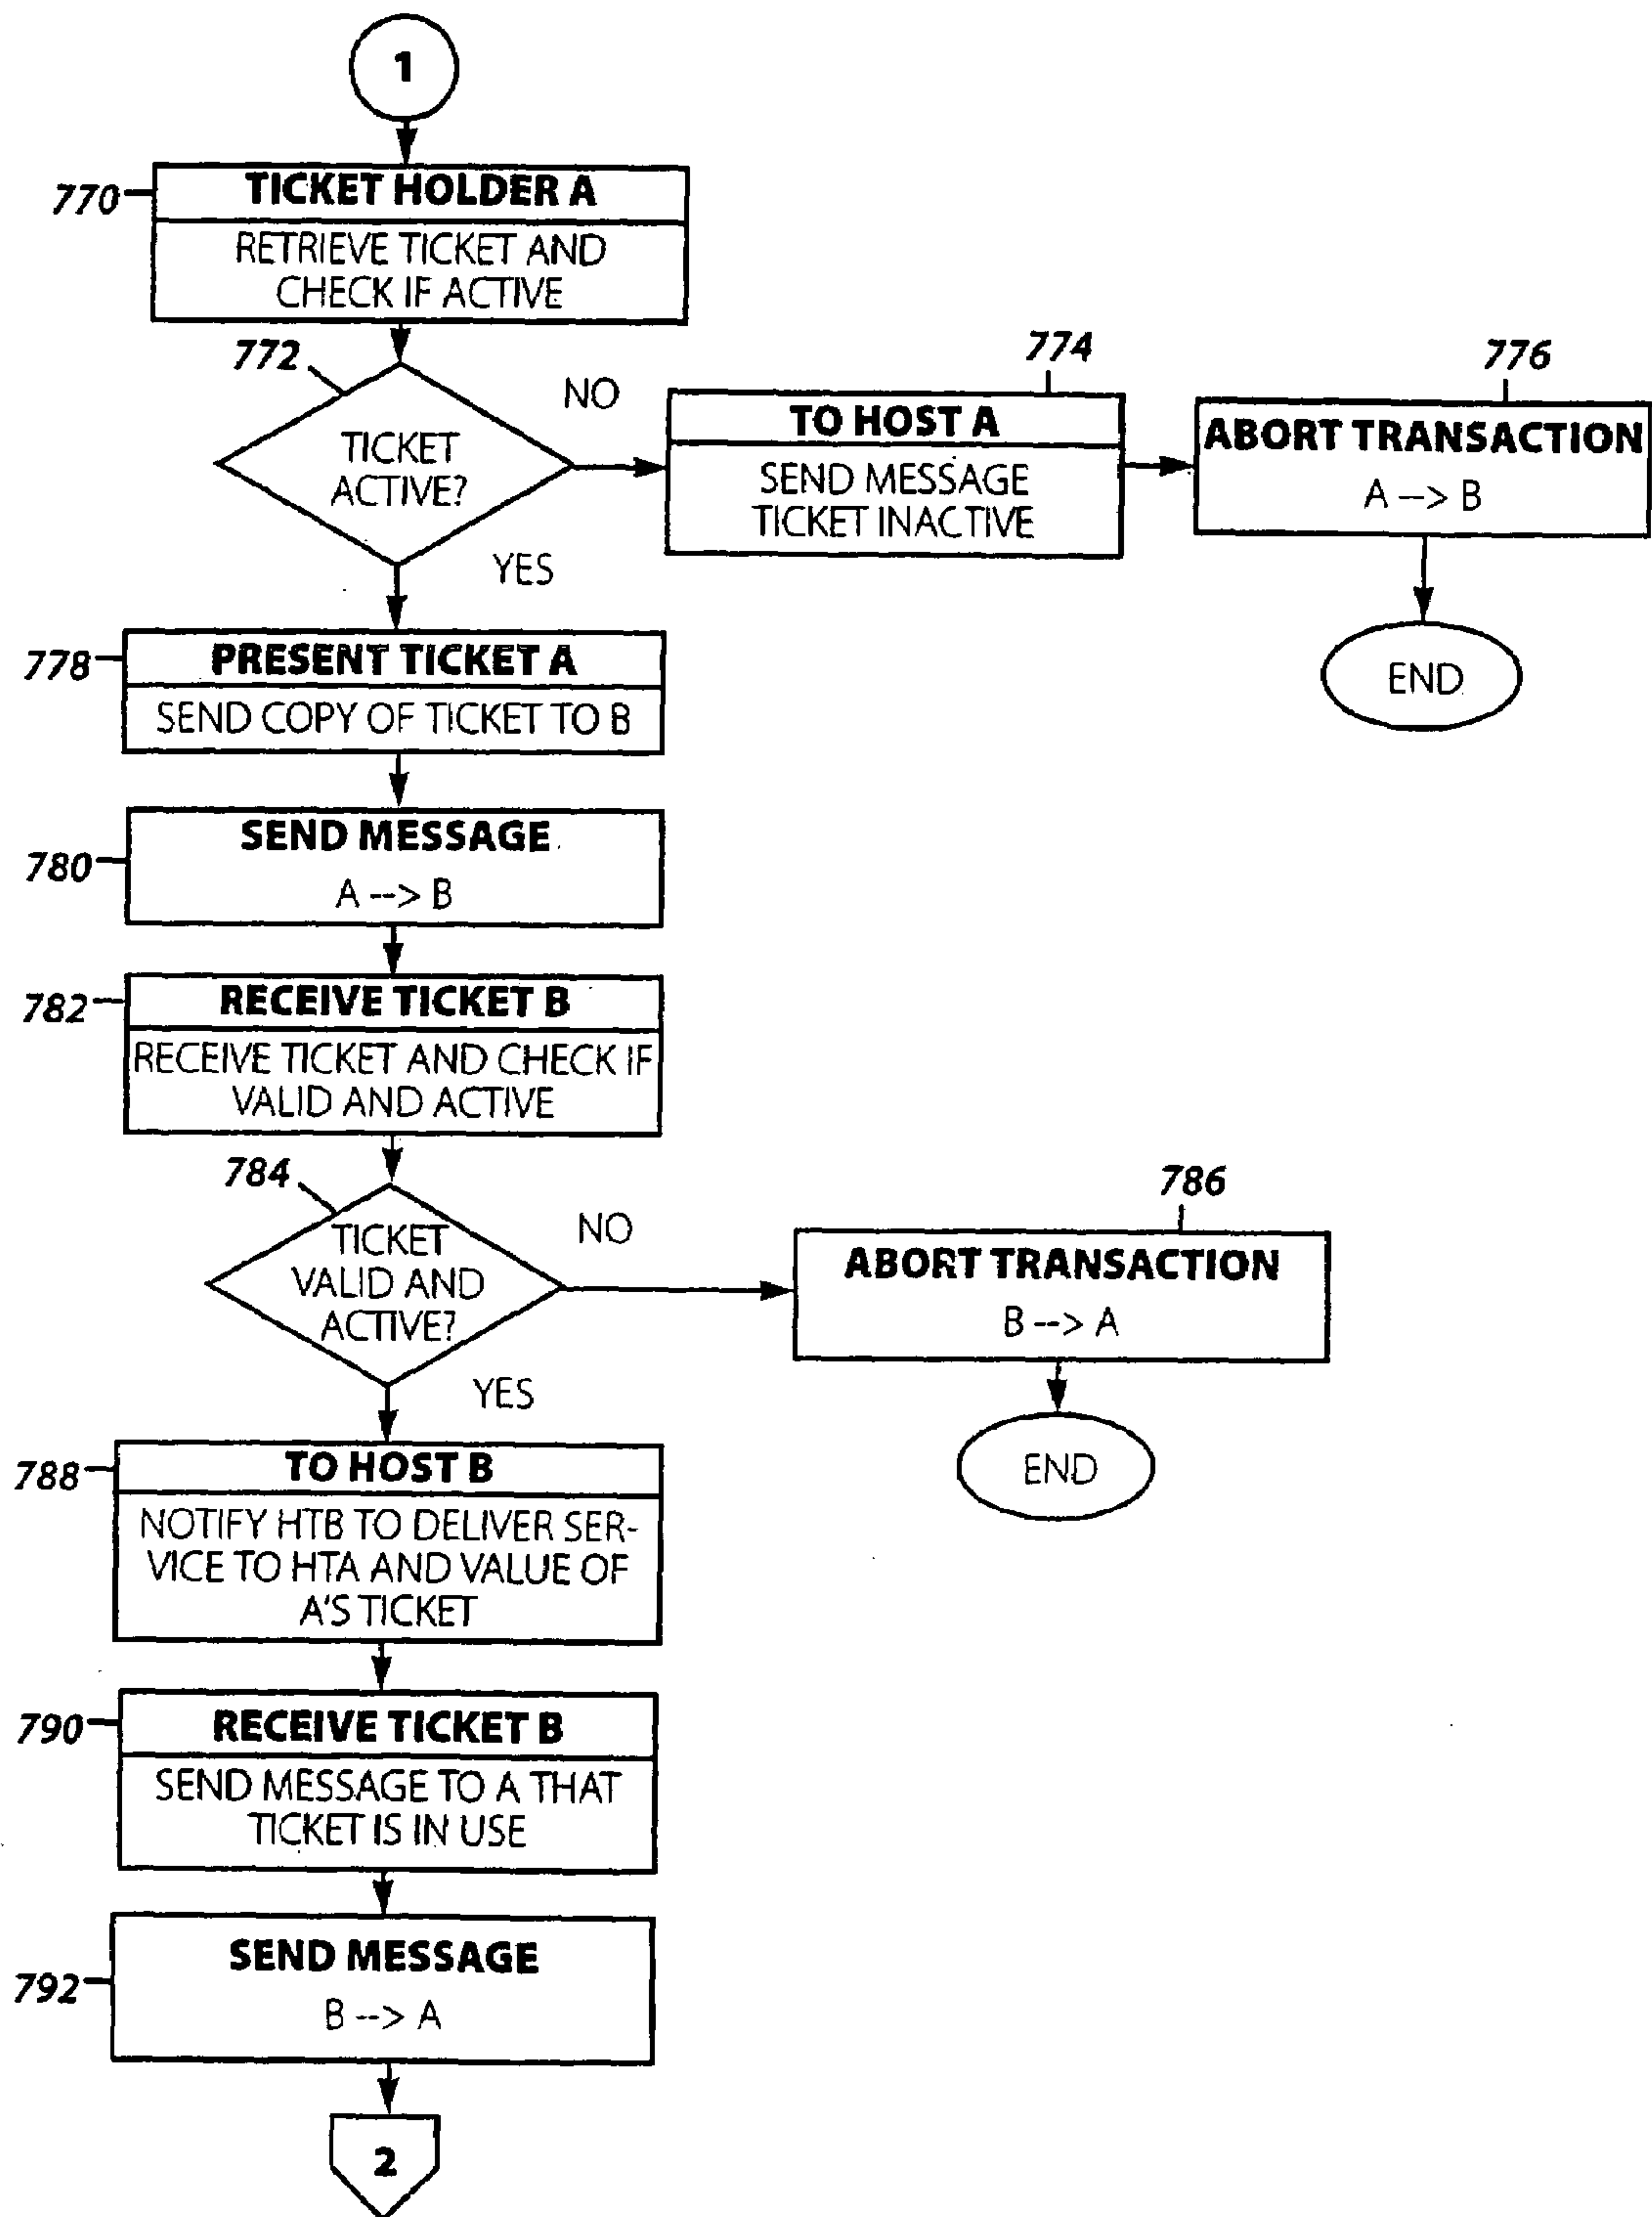 1
770
TICKET HOLDER A
RETRIEVE TICKET AND
CHECK IF ACTIVE
772
TICKET
ACTIVE?
NO
774
TO HOST A
SEND MESSAGE
TICKET INACTIVE
776
ABORT TRANSACTION
A --> B
END
YES
778
PRESENT TICKET A
SEND COPY OF TICKET TO B
780
SEND MESSAGE
A --> B
782
RECEIVE TICKET B
RECEIVE TICKET AND CHECK IF
VALID AND ACTIVE
784
TICKET
VALID AND
ACTIVE?
NO
786
ABORT TRANSACTION
B --> A
END
YES
788
TO HOST B
NOTIFY HTB TO DELIVER SER-
VICE TO HTA AND VALUE OF
A'S TICKET
790
RECEIVE TICKET B
SEND MESSAGE TO A THAT
TICKET IS IN USE
792
SEND MESSAGE
B --> A
2